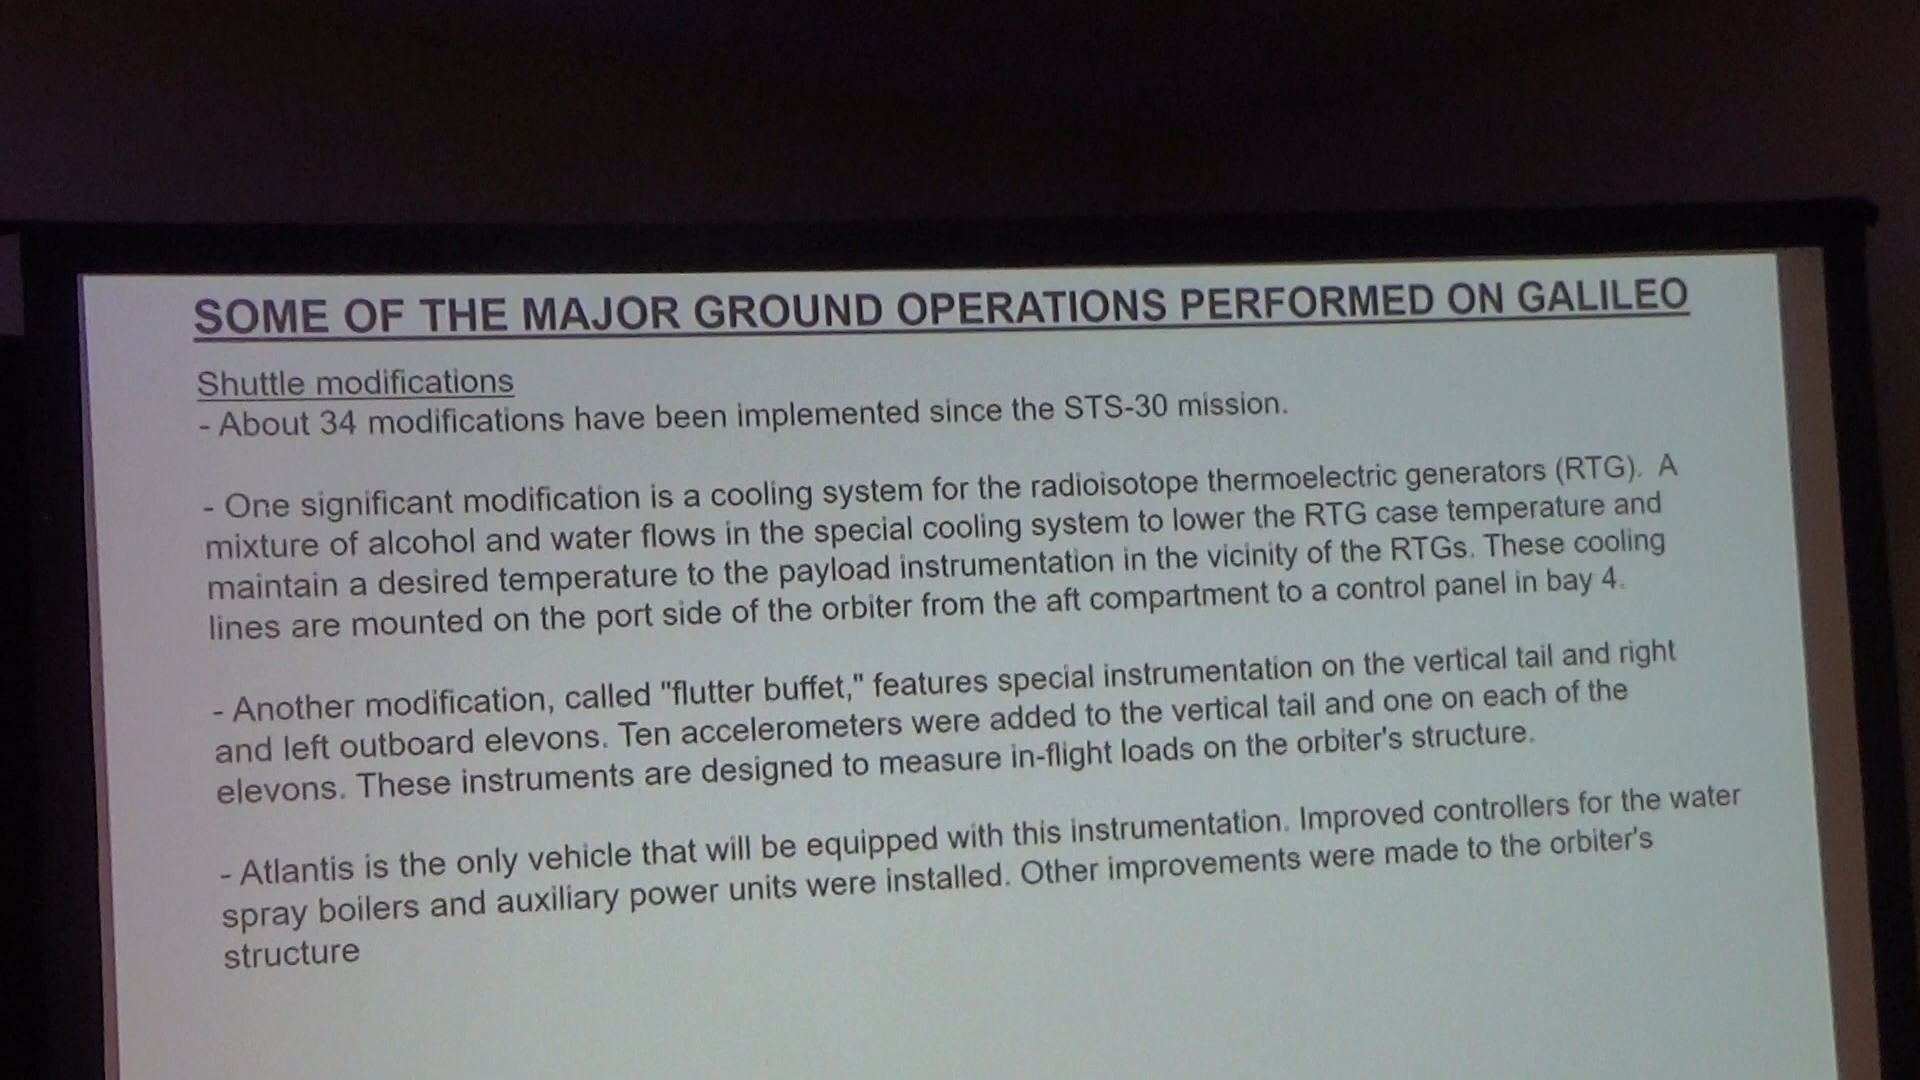 SOME OF THE MAJOR GROUND OPERATIONS PERFORMED ON GALILEO
Shuttle modifications
- About 34 modifications have been implemented since the STS-30 mission.
- One significant modification is a cooling system for the radioisotope thermoelectric generators (RTG). A
mixture of alcohol and water flows in the special cooling system to lower the RTG case temperature and
maintain a desired temperature to the payload instrumentation in the vicinity of the RTGs. These cooling
lines are mounted on the port side of the orbiter from the aft compartment to a control panel in bay 4.
- Another modification, called "flutter buffet," features special instrumentation on the vertical tail and right
and left outboard elevons. Ten accelerometers were added to the vertical tail and one on each of the
elevons. These instruments are designed to measure in-flight loads on the orbiter's structure.
- Atlantis is the only vehicle that will be equipped with this instrumentation. Improved controllers for the water
spray boilers and auxiliary power units were installed. Other improvements were made to the orbiter's
structure